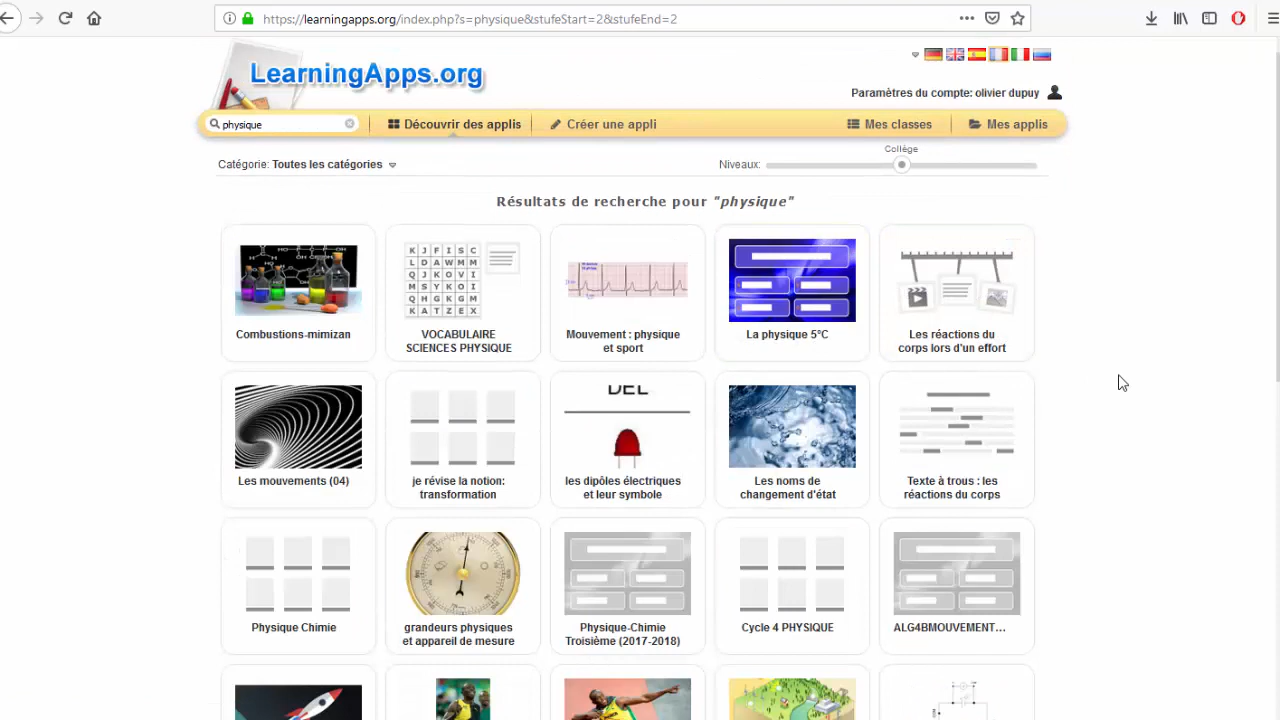 https://learningapps.org/index.php?s=physique&stufeStart=2&stufeEnd=2
LearningApps.org
Paramètres du compte: olivier dupuy
physique
Découvrir des applis
Créer une appli
Mes classes
Mes applis
Catégorie: Toutes les catégories
Niveaux:
Collège
Résultats de recherche pour "physique"
Combustions-mimizan
K J F I S C
L D A W M M
Q J K O V I
M S Y K O I
Q H G K Z M
K A T Z E X
VOCABULAIRE
SCIENCES PHYSIQUE
Mouvement : physique
et sport
La physique 5°C
Les réactions du
corps lors d'un effort
Les mouvements (04)
je révise la notion:
transformation
DEL
les dipôles électriques
et leur symbole
Les noms de
changement d'état
Texte à trous : les
réactions du corps
Physique Chimie
grandeurs physiques
et appareil de mesure
Physique-Chimie
Troisième (2017-2018)
Cycle 4 PHYSIQUE
ALG4BMOUVEMENT...